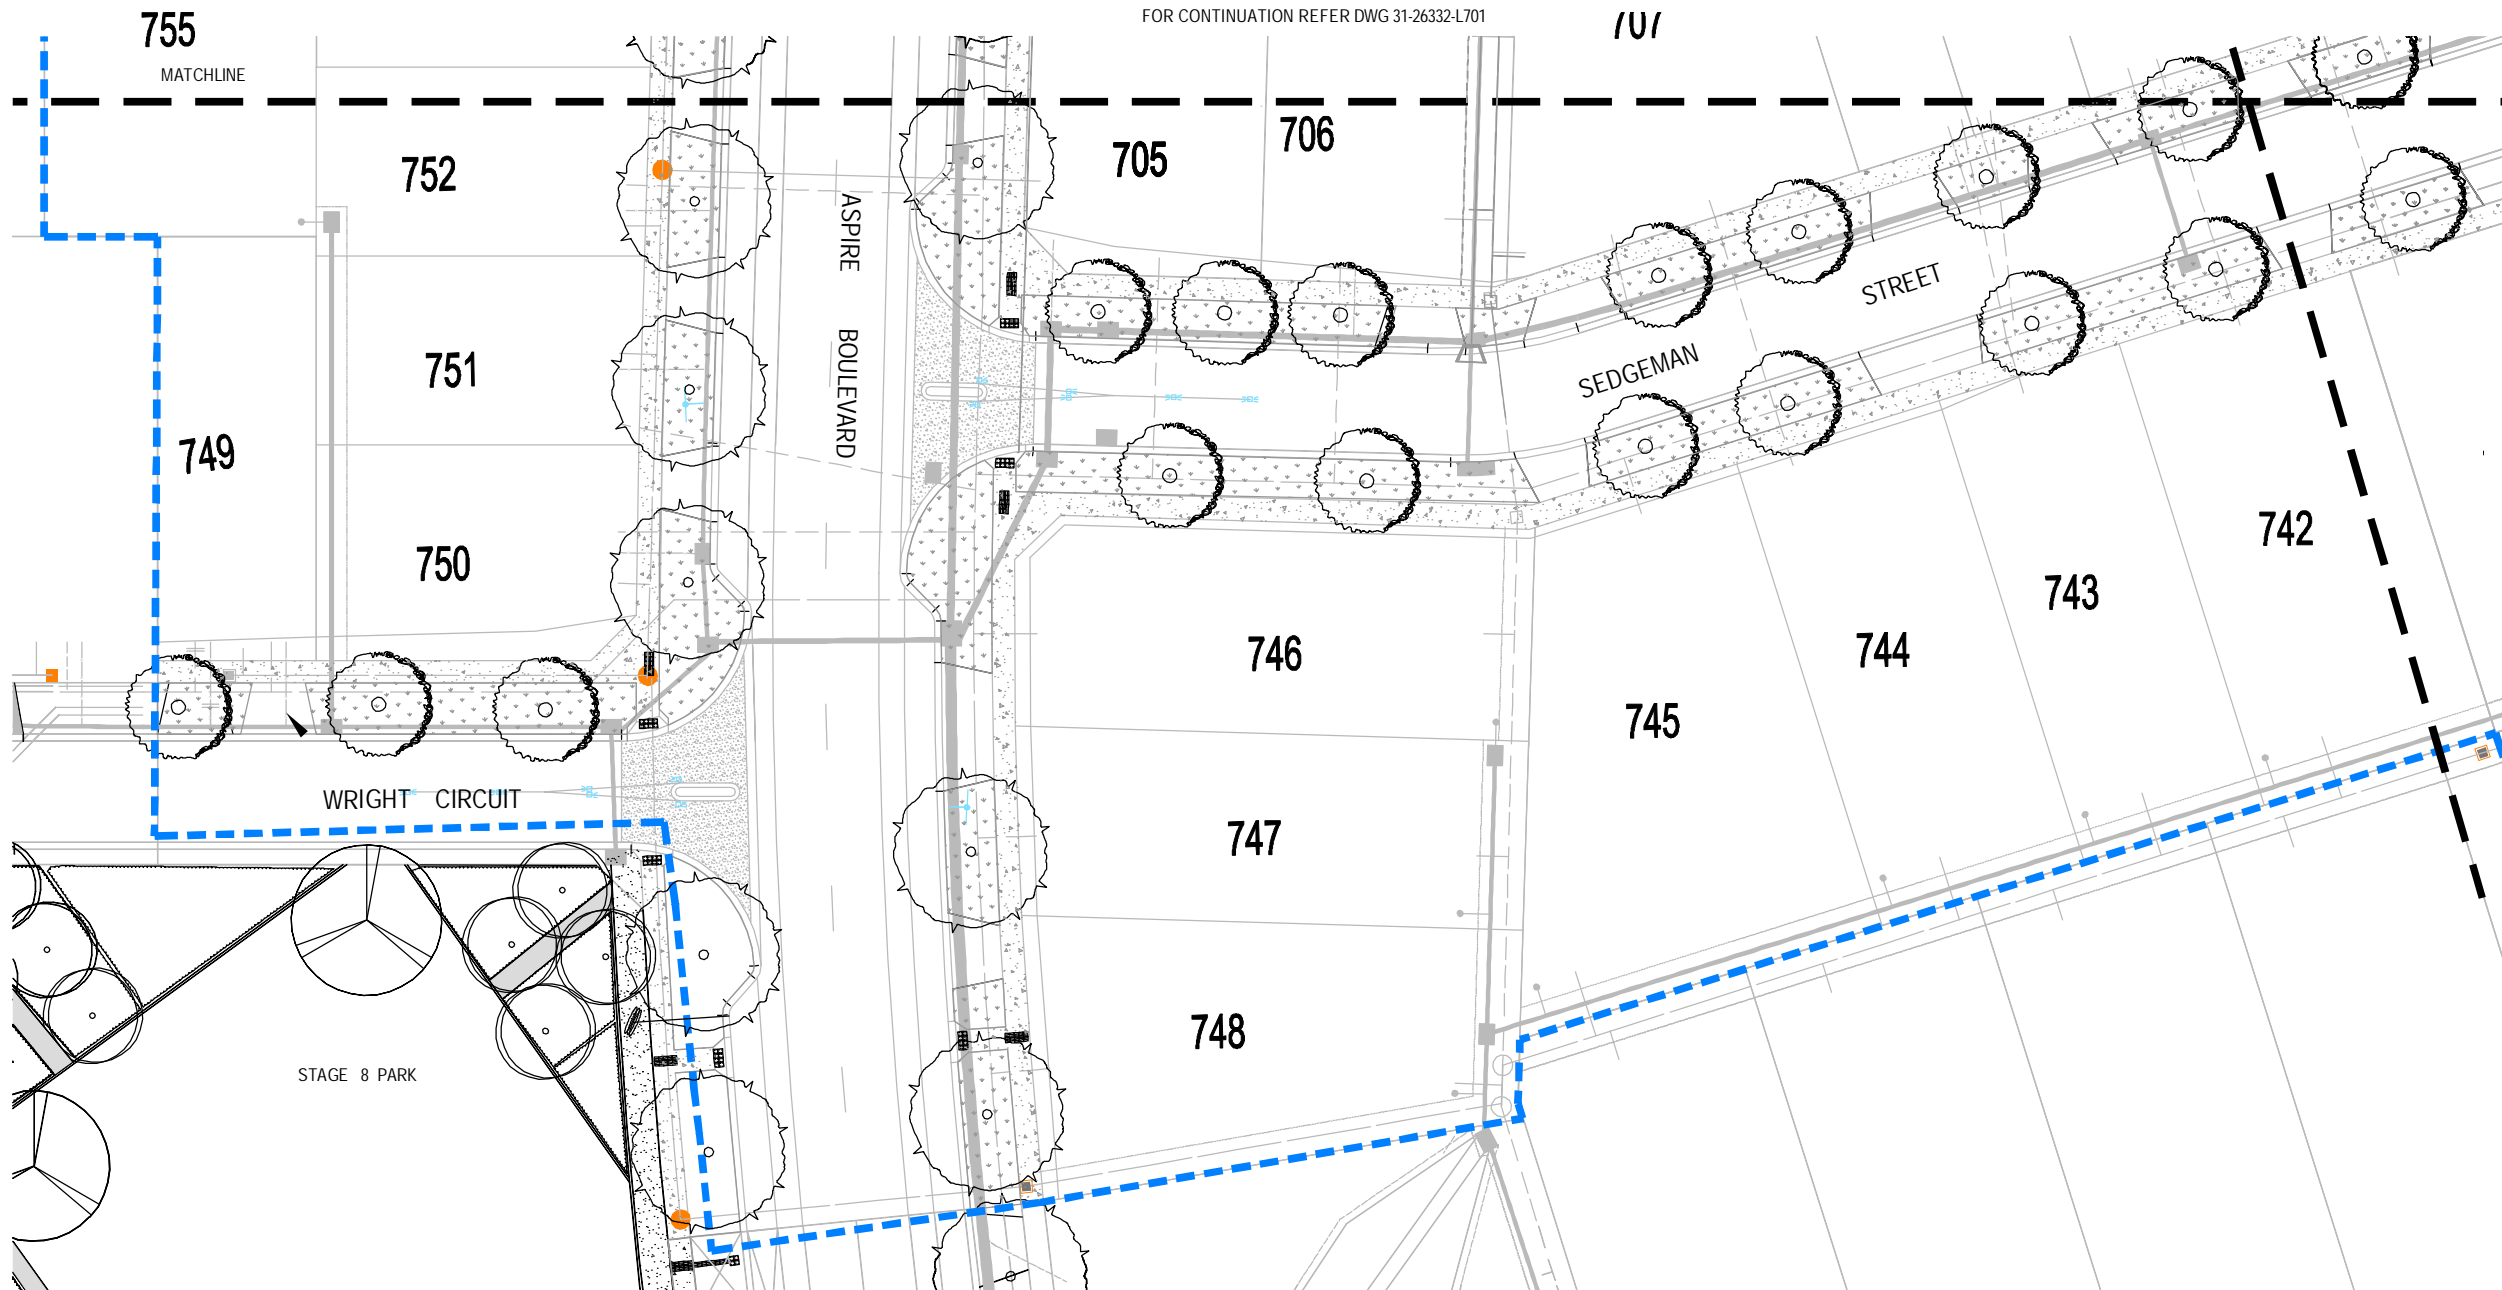 FOR CONTINUATION REFER DWG 31-26332-L701
755
707
MATCHLINE
752
705
706
ASPIRE BOULEVARD
STREET
SEDGEMAN
751
749
750
742
743
744
745
746
747
748
WRIGHT CIRCUIT
STAGE 8 PARK